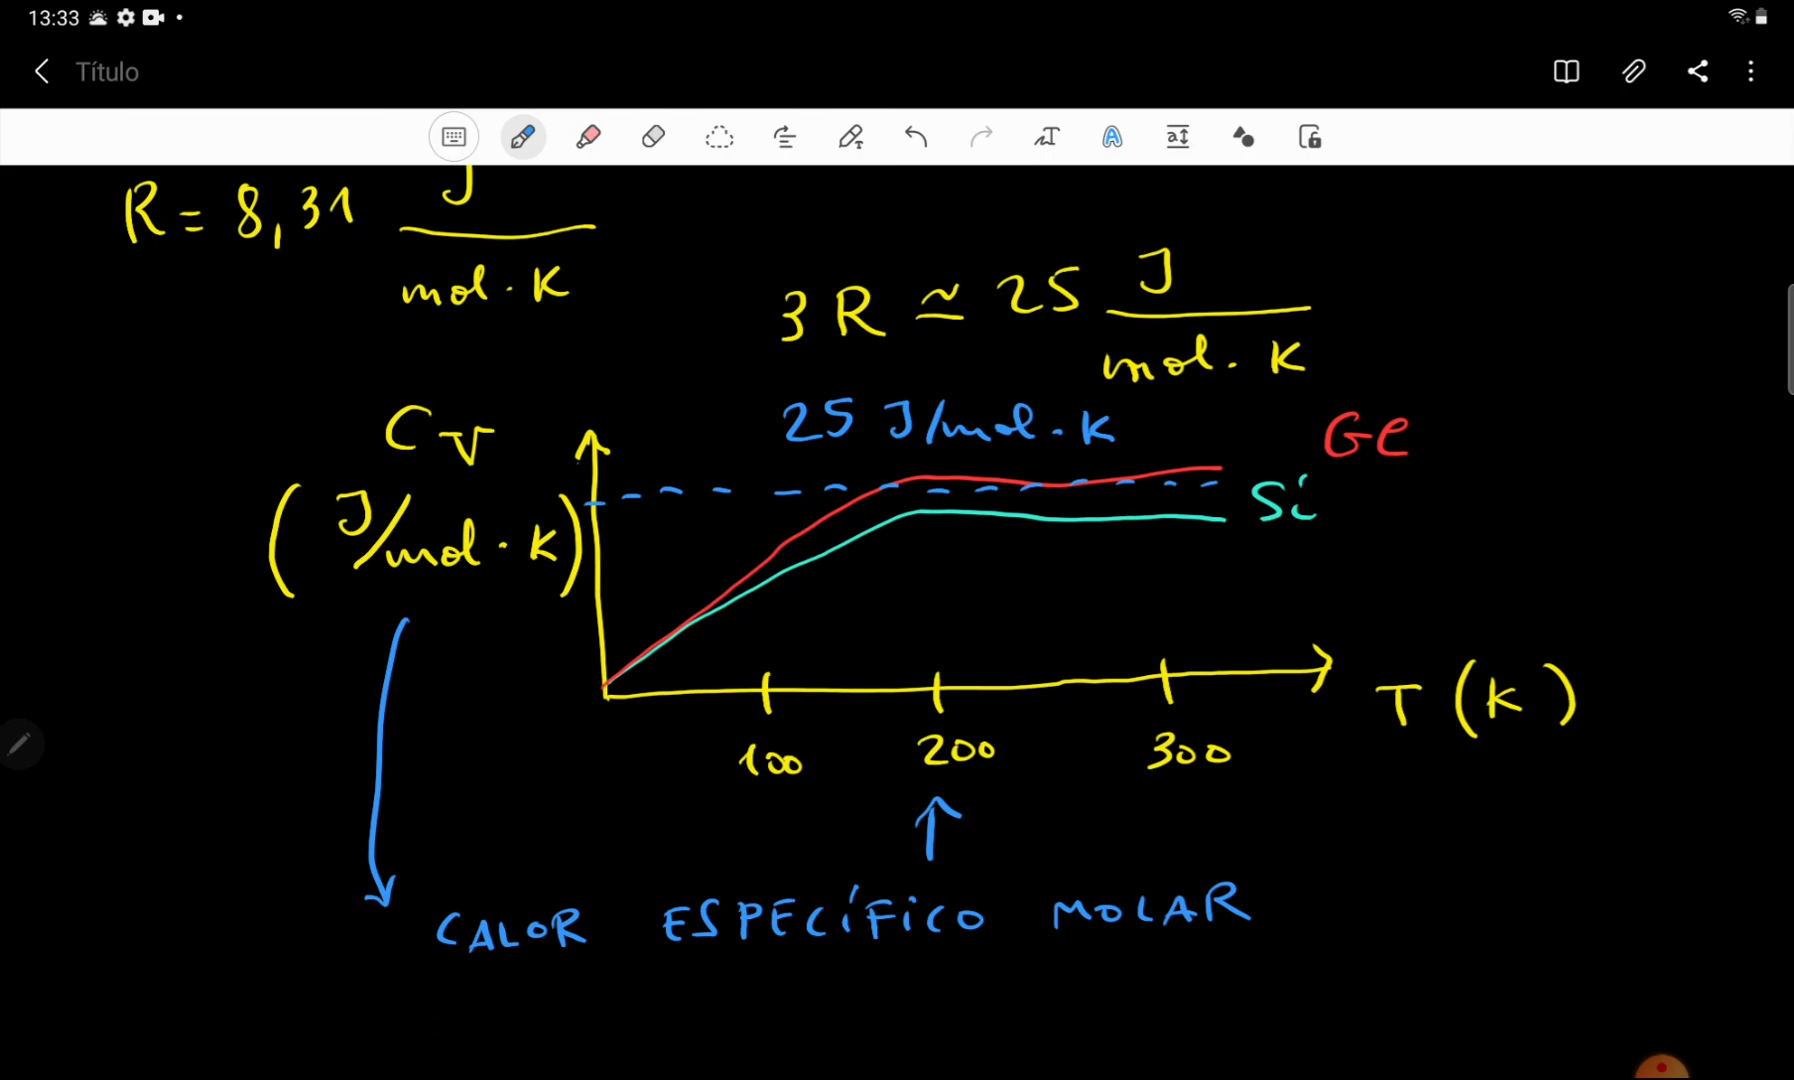 13:33
Título
R = 8,31 J
mol . K
3 R ≃ 25 J
mol . K
Cv
(J/mol . K)
25 J/mol . K
Ge
Si
100 200 300
T (K)
CALOR ESPECÍFICO MOLAR